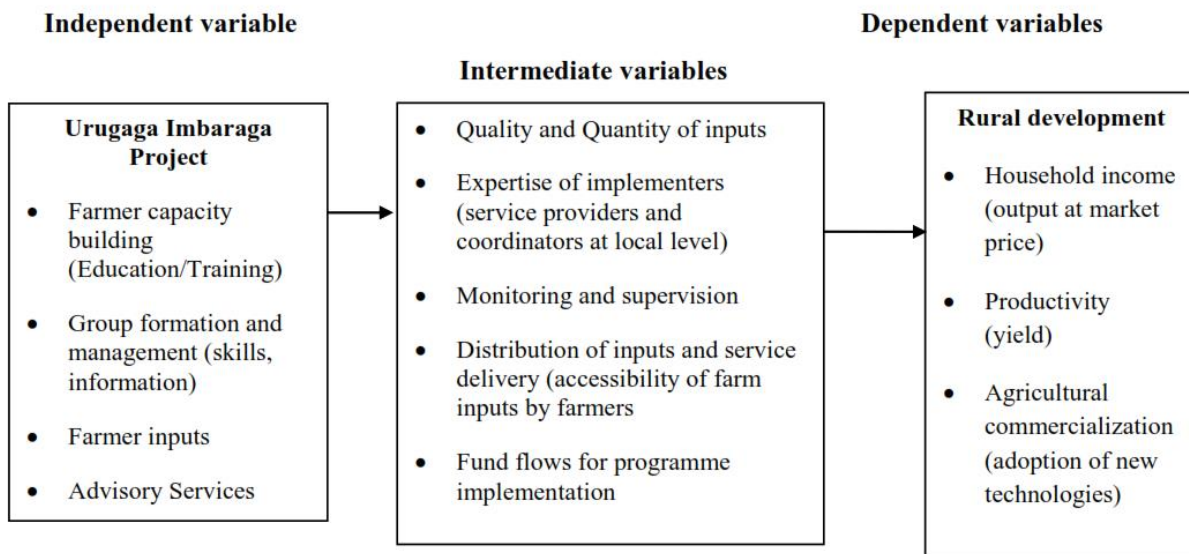 Independent variable
Dependent variables
Intermediate variables
Urugaga Imbaraga
Project
• Farmer capacity
building
(Education/Training)
• Group formation and
management (skills,
information)
• Farmer inputs
• Advisory Services
• Quality and Quantity of inputs
• Expertise of implementers
(service providers and
coordinators at local level)
• Monitoring and supervision
• Distribution of inputs and service
delivery (accessibility of farm
inputs by farmers
• Fund flows for programme
implementation
Rural development
• Household income
(output at market
price)
• Productivity
(yield)
• Agricultural
commercialization
(adoption of new
technologies)